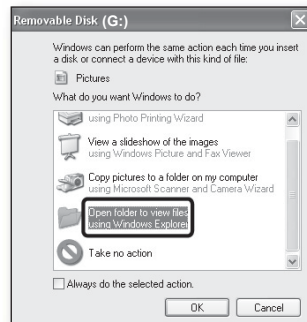 Removable Disk (G:)
Windows can perform the same action each time you insert
a disk or connect a device with this kind of file:
Pictures
What do you want Windows to do?
using Photo Printing Wizard
View a slideshow of the images
using Windows Picture and Fax Viewer
Copy pictures to a folder on my computer
using Microsoft Scanner and Camera Wizard
Open folder to view files
using Windows Explorer
Take no action
Always do the selected action.
OK
Cancel